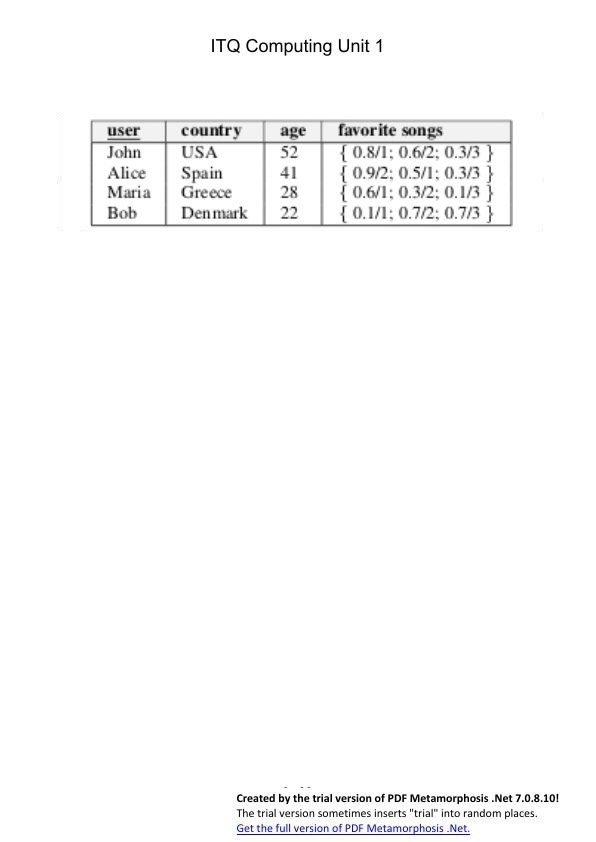 ITQ Computing Unit 1
user country age favorite songs
John USA 52 { 0.8/1; 0.6/2; 0.3/3 }
Alice Spain 41 { 0.9/2; 0.5/1; 0.3/3 }
Maria Greece 28 { 0.6/1; 0.3/2; 0.1/3 }
Bob Denmark 22 { 0.1/1; 0.7/2; 0.7/3 }
Created by the trial version of PDF Metamorphosis .Net 7.0.8.10!
The trial version sometimes inserts "trial" into random places.
Get the full version of PDF Metamorphosis .Net.